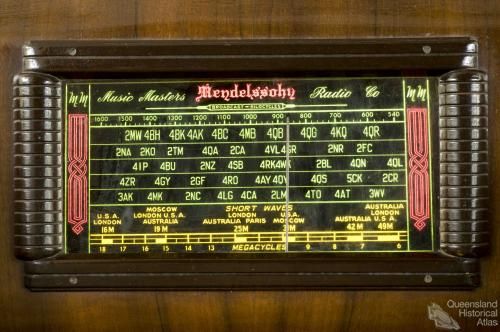 MM Music Masters Mendelssohn Radio Co MM
BROADCAST KILOCYCLES
1600 1500 1400 1300 1200 1100 1000 900 800 700 600 540
2MW 4BH 4BK 4AK 4BC 4MB 4QB 4QG 4KQ 4QR
2NA 2KO 2TM 4QA 2CA 4VL 4GR 2NR 2FC
4IP 4BU 2NZ 4SB 4RK 4WK 2BL 4QN 4QL
4ZR 4GY 2GF 4RO 4AY 4QS 5CK 2CR
3AK 4MK 2NC 4LG 4CA 2LM 4TO 4AT 3WV
SHORT WAVES
U.S.A. LONDON 16M
MOSCOW LONDON U.S.A. AUSTRALIA 19M
LONDON AUSTRALIA PARIS 25M
MOSCOW LONDON U.S.A. 31M
AUSTRALIA 42M
AUSTRALIA LONDON U.S.A. 49M
18 17 16 15 14 13 12 11 10 9 8 7 6
MEGACYCLES
Queensland
Historical
Atlas